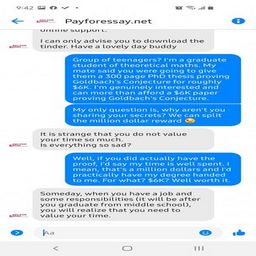 9:42
Payforessay.net
online support.
I can only advise you to download the
tinder. Have a lovely day buddy
Group of teenagers? I'm a graduate
student of theoretical maths. My
mate said you were going to give
them a 300 page PhD thesis proving
Goldbach's Conjecture for roughly
$6K. I'm genuinely interested and
can more than afford a $6K paper
proving Goldbach's Conjecture.
My only question is, why aren't you
sharing your secrets? We can split
the million dollar reward
It is strange that you do not value
your time so much.
Is everything so sad?
Well, if you did actually have the
proof, I'd say my time is well spent. I
mean, that's a million dollars and I'd
practically have my degree handed
to me. For what? $6K? Well worth it.
Someday, when you have a job and
some responsibilities (it will be after
you graduate from middle school),
you will realize that you need to
value your time.
Aa